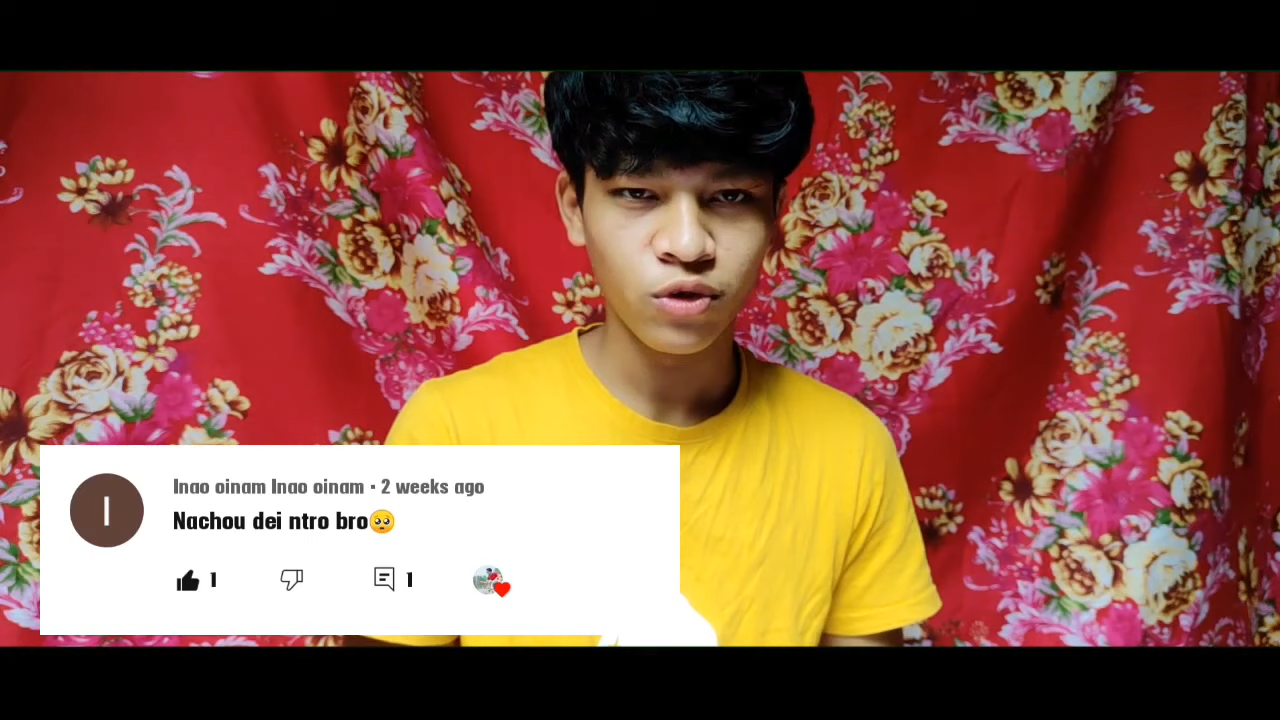 I
Inao oinam Inao oinam • 2 weeks ago
Nachou dei ntro bro🥺
1
1